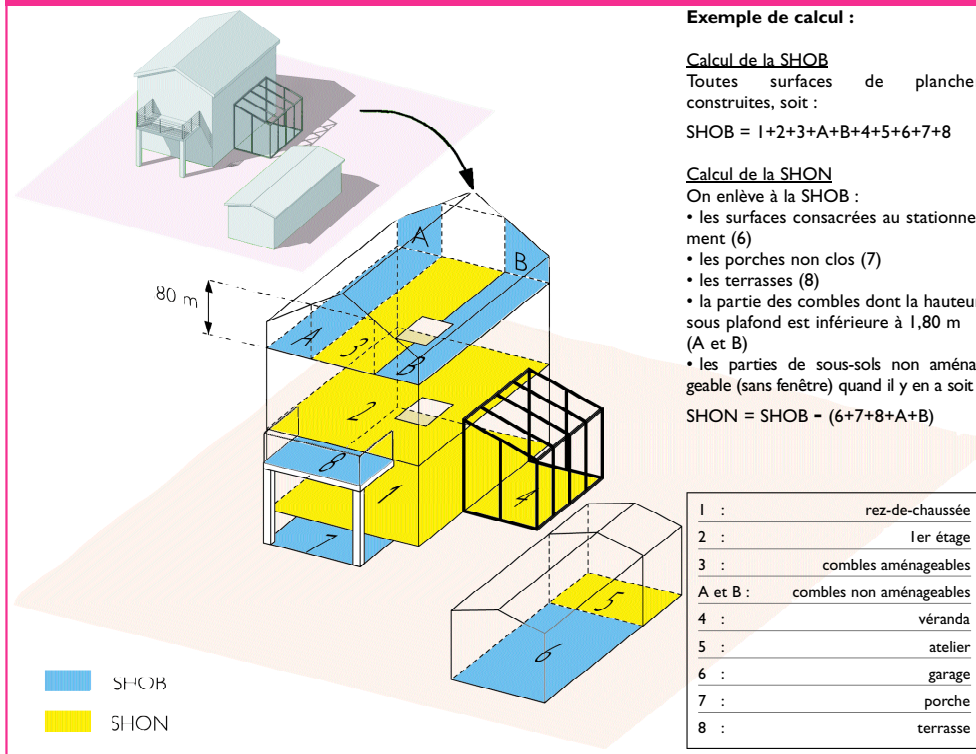 Exemple de calcul :
Calcul de la SHOB
Toutes surfaces de planche
construites, soit :
SHOB = 1+2+3+A+B+4+5+6+7+8
Calcul de la SHON
On enlève à la SHOB :
• les surfaces consacrées au stationne
ment (6)
• les porches non clos (7)
• les terrasses (8)
• la partie des combles dont la hauteur
sous plafond est inférieure à 1,80 m
(A et B)
• les parties de sous-sols non aména
geable (sans fenêtre) quand il y en a soit
SHON = SHOB - (6+7+8+A+B)
A
B
80 m
A
3
B
2
8
1
4
7
5
6
1 : rez-de-chaussée
2 : 1er étage
3 : combles aménageables
A et B : combles non aménageables
4 : véranda
5 : atelier
6 : garage
7 : porche
8 : terrasse
SHOB
SHON